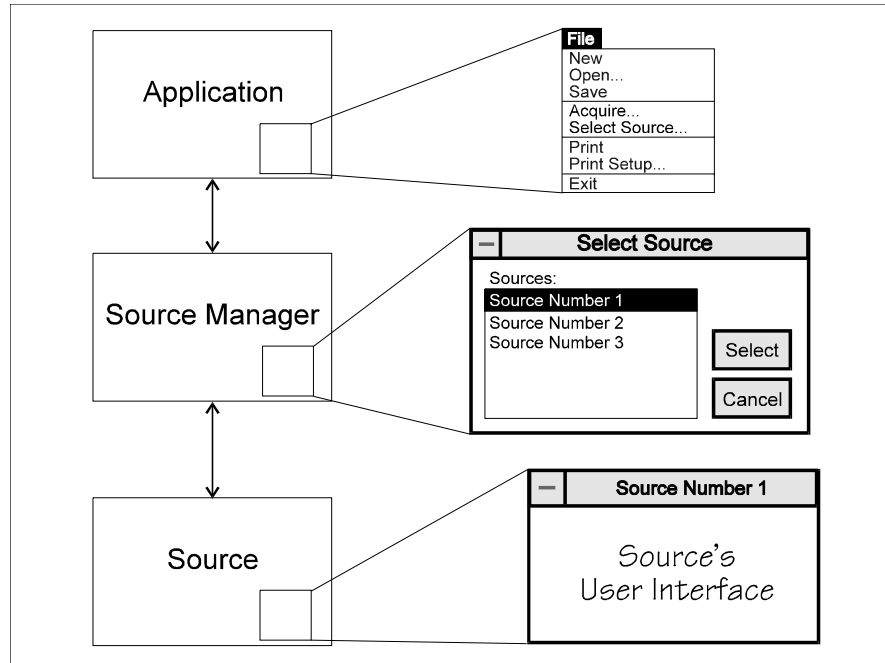 Application
File
New
Open...
Save
Acquire...
Select Source...
Print
Print Setup...
Exit
Source Manager
Select Source
Sources:
Source Number 1
Source Number 2
Source Number 3
Select
Cancel
Source
Source Number 1
Source's
User Interface